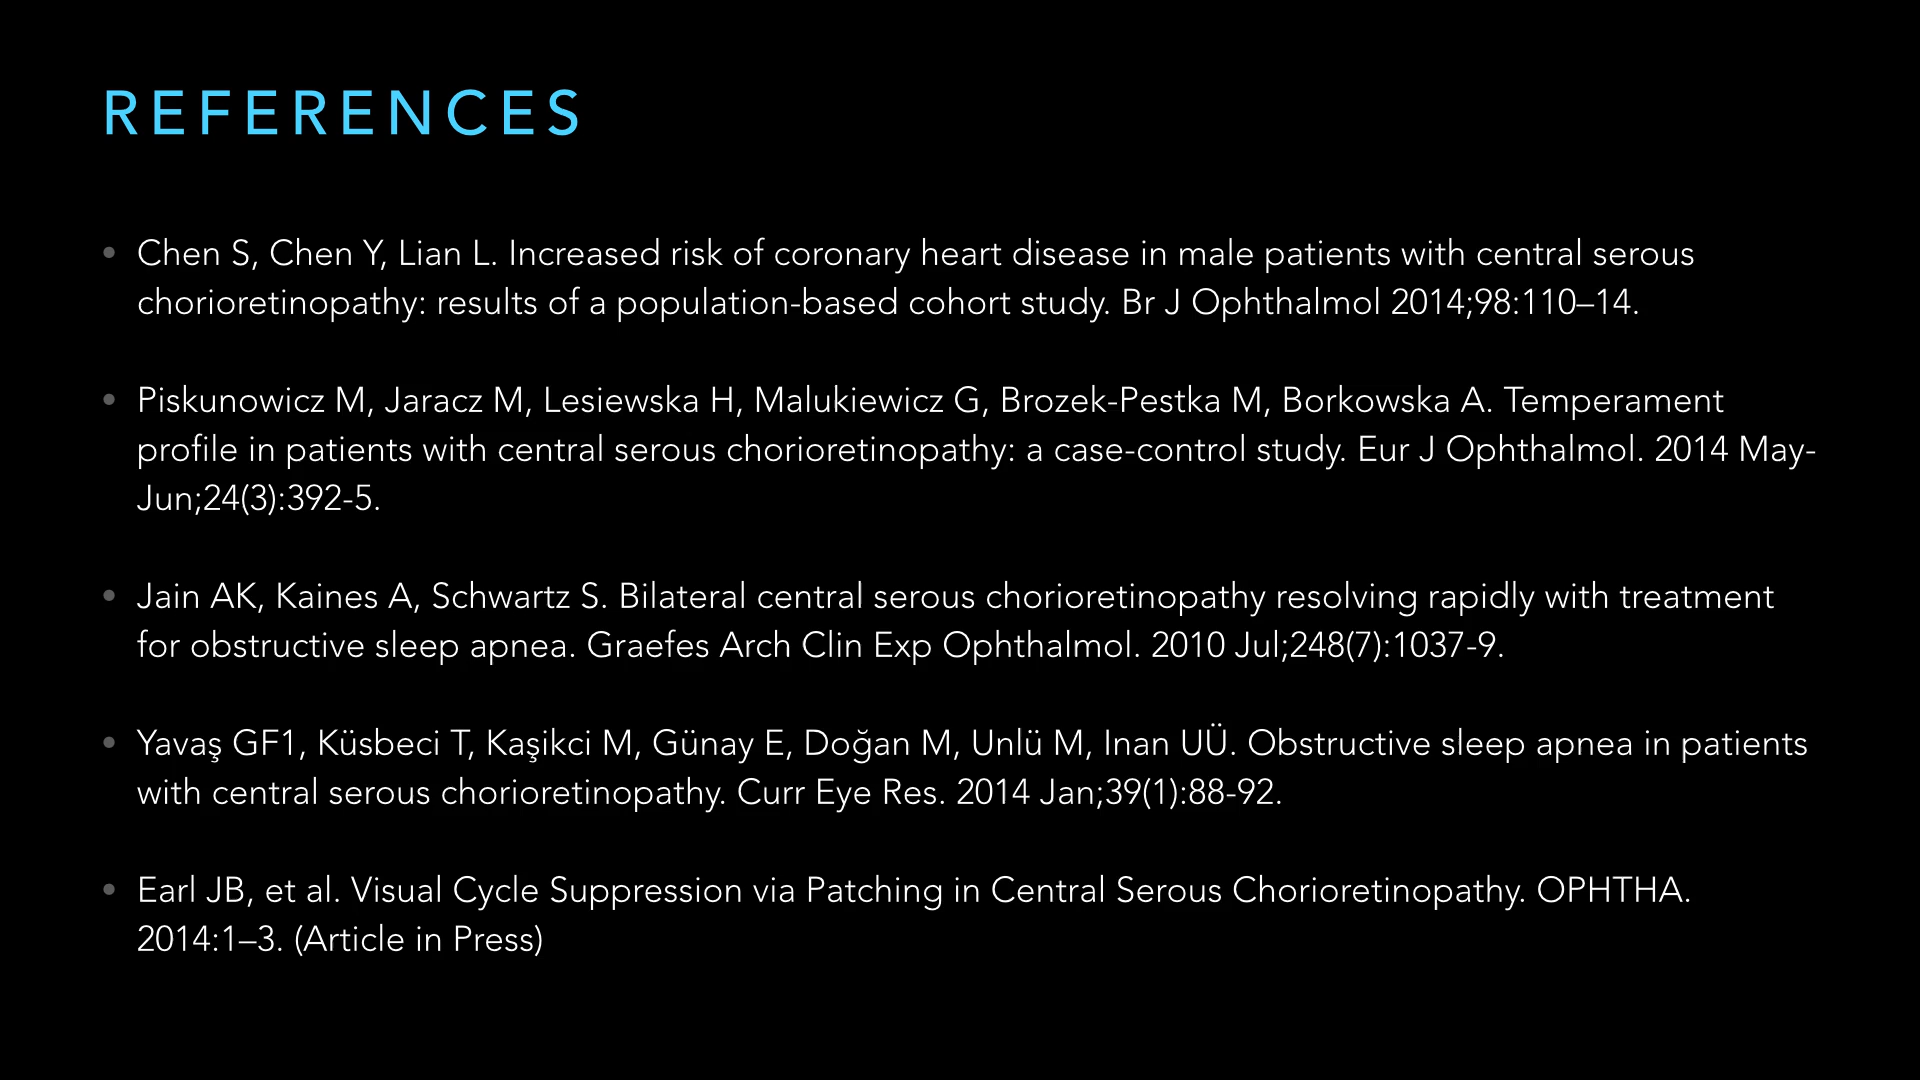 REFERENCES
• Chen S, Chen Y, Lian L. Increased risk of coronary heart disease in male patients with central serous
chorioretinopathy: results of a population-based cohort study. Br J Ophthalmol 2014;98:110–14.
• Piskunowicz M, Jaracz M, Lesiewska H, Malukiewicz G, Brozek-Pestka M, Borkowska A. Temperament
profile in patients with central serous chorioretinopathy: a case-control study. Eur J Ophthalmol. 2014 May-
Jun;24(3):392-5.
• Jain AK, Kaines A, Schwartz S. Bilateral central serous chorioretinopathy resolving rapidly with treatment
for obstructive sleep apnea. Graefes Arch Clin Exp Ophthalmol. 2010 Jul;248(7):1037-9.
• Yavaş GF1, Küsbeci T, Kaşikci M, Günay E, Doğan M, Unlü M, Inan UÜ. Obstructive sleep apnea in patients
with central serous chorioretinopathy. Curr Eye Res. 2014 Jan;39(1):88-92.
• Earl JB, et al. Visual Cycle Suppression via Patching in Central Serous Chorioretinopathy. OPHTHA.
2014:1–3. (Article in Press)